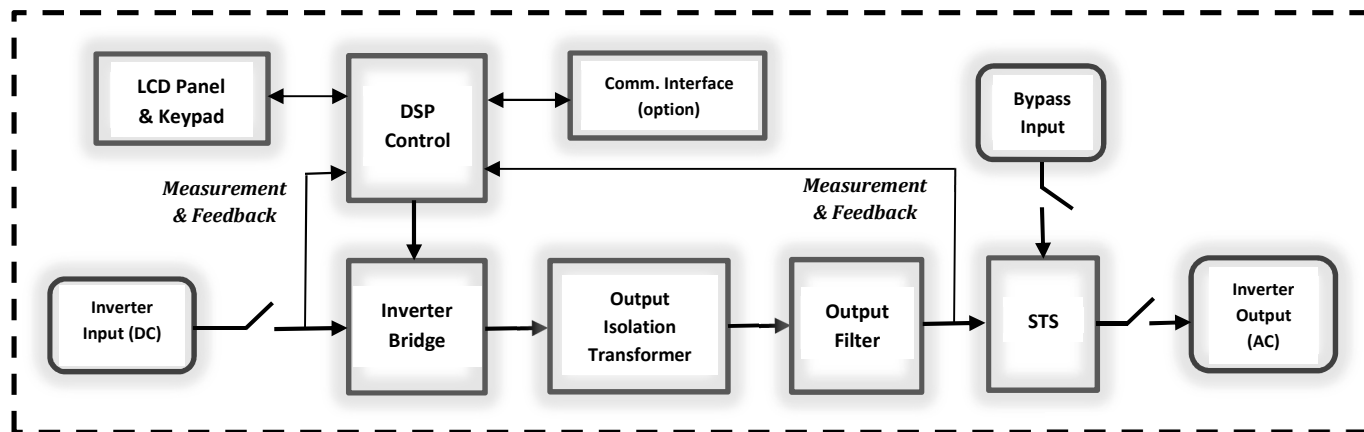 LCD Panel
& Keypad
DSP
Control
Comm. Interface
(option)
Bypass
Input
Measurement
& Feedback
Measurement
& Feedback
Inverter
Input (DC)
Inverter
Bridge
Output
Isolation
Transformer
Output
Filter
STS
Inverter
Output
(AC)